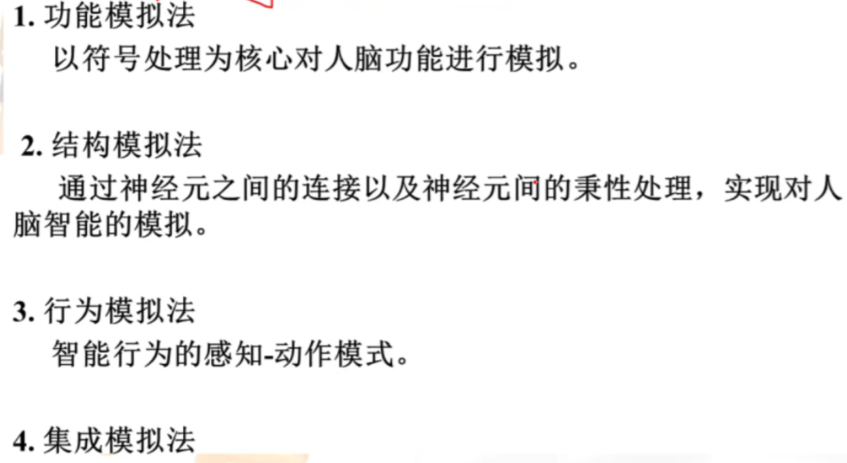 1. 功能模拟法
以符号处理为核心对人脑功能进行模拟。
2. 结构模拟法
通过神经元之间的连接以及神经元间的秉性处理，实现对人
脑智能的模拟。
3. 行为模拟法
智能行为的感知-动作模式。
4. 集成模拟法